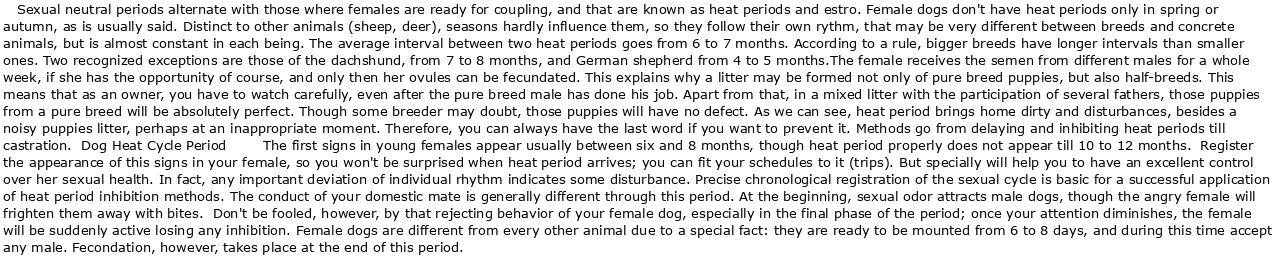 Sexual neutral periods alternate with those where females are ready for coupling, and that are known as heat periods and estro. Female dogs don't have heat periods only in spring or
autumn, as is usually said. Distinct to other animals (sheep, deer), seasons hardly influence them, so they follow their own rythm, that may be very different between breeds and concrete
animals, but is almost constant in each being. The average interval between two heat periods goes from 6 to 7 months. According to a rule, bigger breeds have longer intervals than smaller
ones. Two recognized exceptions are those of the dachshund, from 7 to 8 months, and German shepherd from 4 to 5 months.The female receives the semen from different males for a whole
week, if she has the opportunity of course, and only then her ovules can be fecundated. This explains why a litter may be formed not only of pure breed puppies, but also half-breeds. This
means that as an owner, you have to watch carefully, even after the pure breed male has done his job. Apart from that, in a mixed litter with the participation of several fathers, those puppies
from a pure breed will be absolutely perfect. Though some breeder may doubt, those puppies will have no defect. As we can see, heat period brings home dirty and disturbances, besides a
noisy puppies litter, perhaps at an inappropriate moment. Therefore, you can always have the last word if you want to prevent it. Methods go from delaying and inhibiting heat periods till
castration.  Dog Heat Cycle Period        The first signs in young females appear usually between six and 8 months, though heat period properly does not appear till 10 to 12 months.  Register
the appearance of this signs in your female, so you won't be surprised when heat period arrives; you can fit your schedules to it (trips). But specially will help you to have an excellent control
over her sexual health. In fact, any important deviation of individual rhythm indicates some disturbance. Precise chronological registration of the sexual cycle is basic for a successful application
of heat period inhibition methods. The conduct of your domestic mate is generally different through this period. At the beginning, sexual odor attracts male dogs, though the angry female will
frighten them away with bites.  Don't be fooled, however, by that rejecting behavior of your female dog, especially in the final phase of the period; once your attention diminishes, the female
will be suddenly active losing any inhibition. Female dogs are different from every other animal due to a special fact: they are ready to be mounted from 6 to 8 days, and during this time accept
any male. Fecondation, however, takes place at the end of this period.